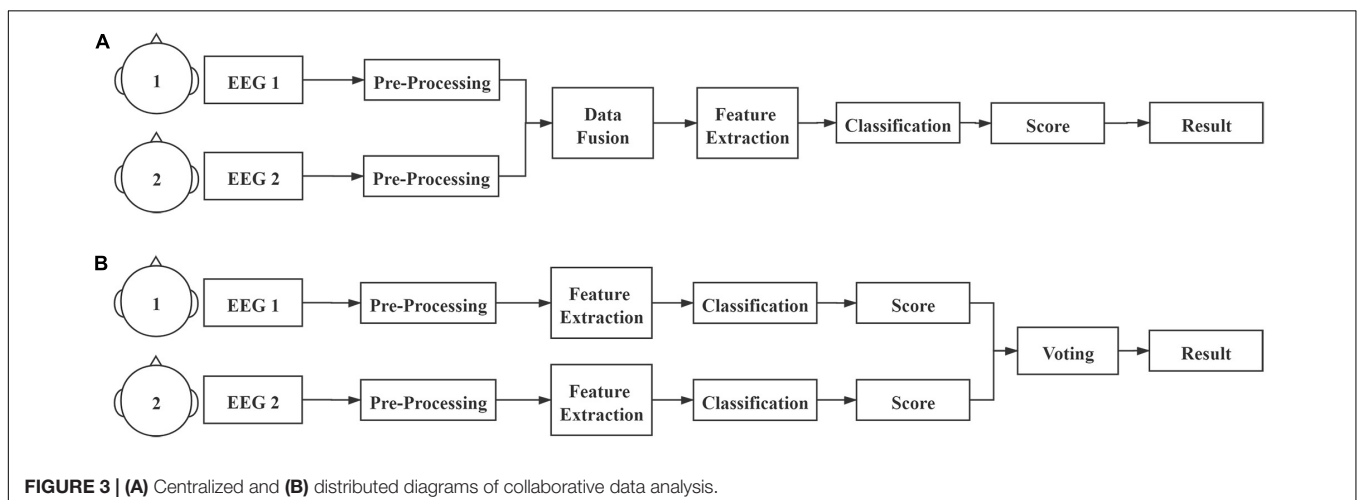 A
1
EEG 1
Pre-Processing
2
EEG 2
Pre-Processing
Data
Fusion
Feature
Extraction
Classification
Score
Result
B
1
EEG 1
Pre-Processing
Feature
Extraction
Classification
Score
2
EEG 2
Pre-Processing
Feature
Extraction
Classification
Score
Voting
Result
FIGURE 3 | (A) Centralized and (B) distributed diagrams of collaborative data analysis.